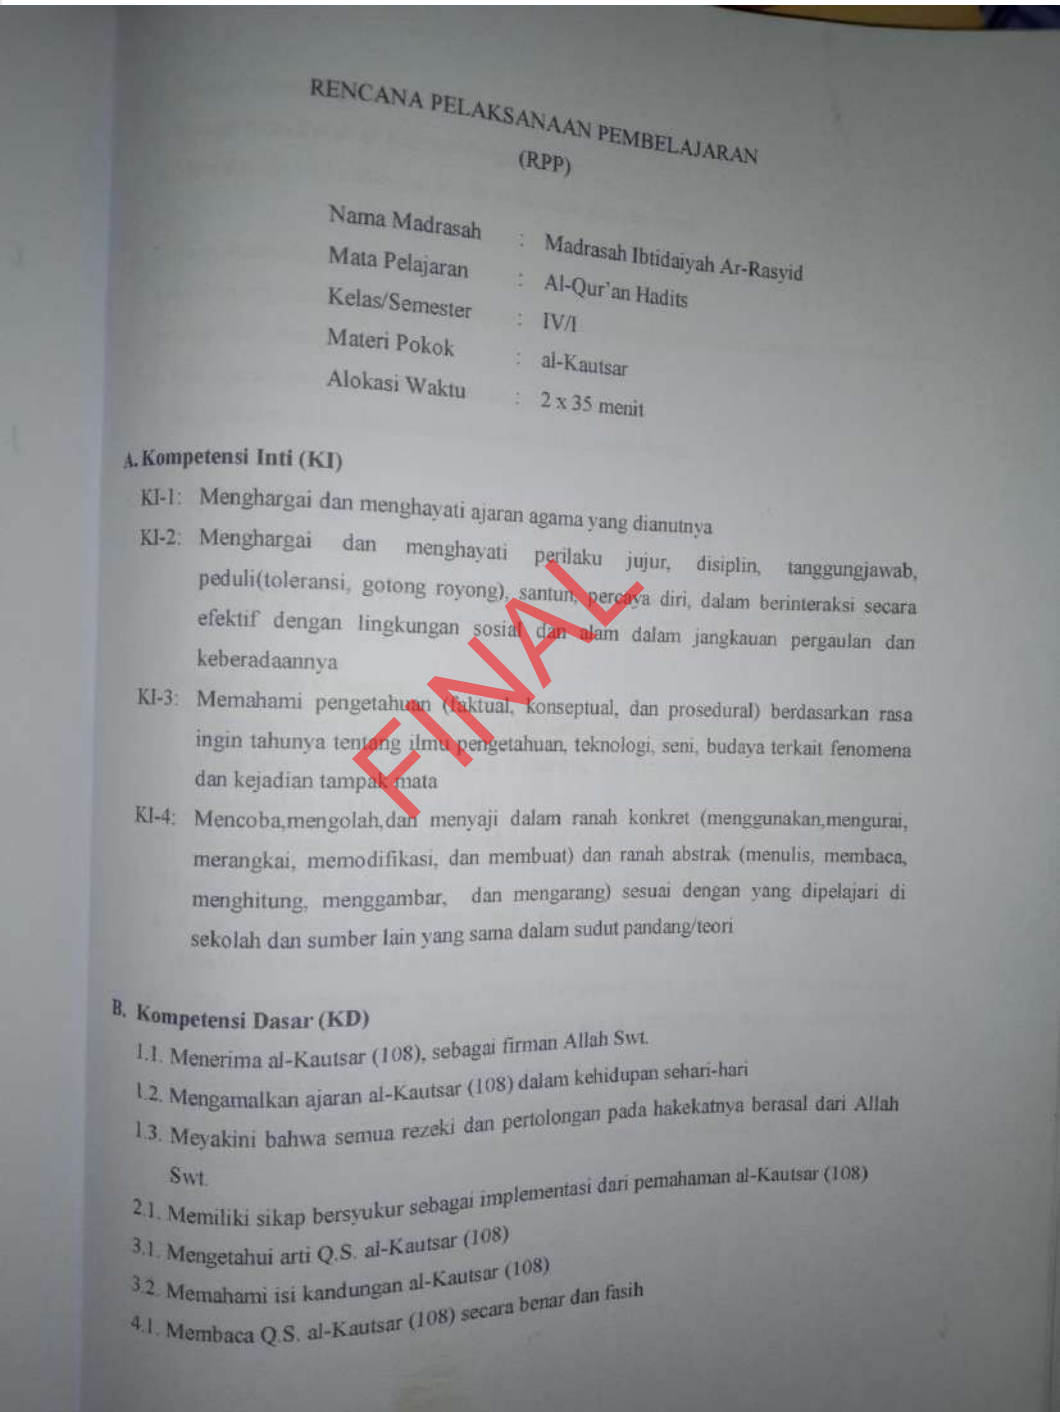 RENCANA PELAKSANAAN PEMBELAJARAN
(RPP)
Nama Madrasah : Madrasah Ibtidaiyah Ar-Rasyid
Mata Pelajaran : Al-Qur'an Hadits
Kelas/Semester : IV/I
Materi Pokok : al-Kautsar
Alokasi Waktu : 2 x 35 menit
A. Kompetensi Inti (KI)
KI-1: Menghargai dan menghayati ajaran agama yang dianutnya
KI-2: Menghargai dan menghayati perilaku jujur, disiplin, tanggungjawab,
peduli(toleransi, gotong royong), santun, percaya diri, dalam berinteraksi secara
efektif dengan lingkungan sosial dan alam dalam jangkauan pergaulan dan
keberadaannya
KI-3: Memahami pengetahuan (faktual, konseptual, dan prosedural) berdasarkan rasa
ingin tahunya tentang ilmu pengetahuan, teknologi, seni, budaya terkait fenomena
dan kejadian tampak mata
KI-4: Mencoba,mengolah,dan menyaji dalam ranah konkret (menggunakan,mengurai,
merangkai, memodifikasi, dan membuat) dan ranah abstrak (menulis, membaca,
menghitung, menggambar, dan mengarang) sesuai dengan yang dipelajari di
sekolah dan sumber lain yang sama dalam sudut pandang/teori
FINAL
B. Kompetensi Dasar (KD)
1.1. Menerima al-Kautsar (108), sebagai firman Allah Swt.
1.2. Mengamalkan ajaran al-Kautsar (108) dalam kehidupan sehari-hari
1.3. Meyakini bahwa semua rezeki dan pertolongan pada hakekatnya berasal dari Allah
Swt.
2.1. Memiliki sikap bersyukur sebagai implementasi dari pemahaman al-Kautsar (108)
3.1. Mengetahui arti Q.S. al-Kautsar (108)
3.2. Memahami isi kandungan al-Kautsar (108)
4.1. Membaca Q.S. al-Kautsar (108) secara benar dan fasih